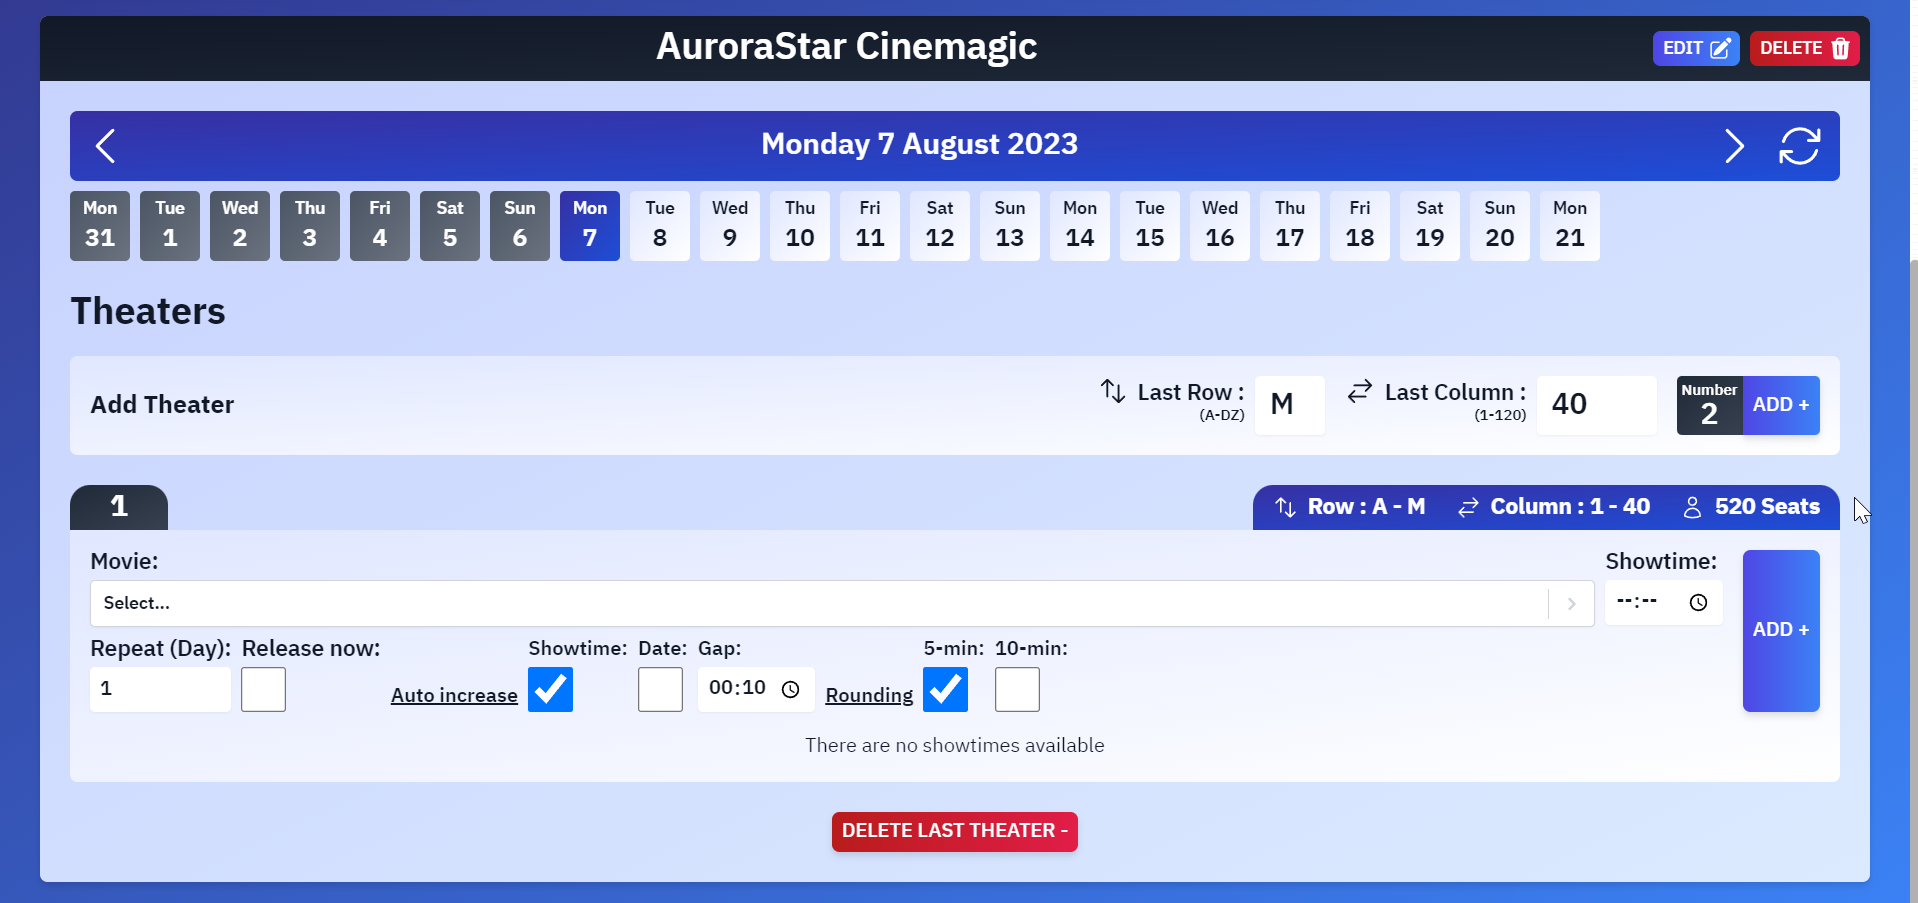 AuroraStar Cinemagic
EDIT
DELETE
Monday 7 August 2023
Mon Tue Wed Thu Fri Sat Sun Mon Tue Wed Thu Fri Sat Sun Mon Tue Wed Thu Fri Sat Sun Mon
31 1 2 3 4 5 6 7 8 9 10 11 12 13 14 15 16 17 18 19 20 21
Theaters
Add Theater
Last Row :
(A-DZ)
M
Last Column :
(1-120)
40
Number
2
ADD +
1
Row : A - M
Column : 1 - 40
520 Seats
Movie:
Select...
Showtime:
--:--
ADD +
Repeat (Day):
1
Release now:
Auto increase
Showtime:
Date:
Gap:
00:10
Rounding
5-min:
10-min:
There are no showtimes available
DELETE LAST THEATER -